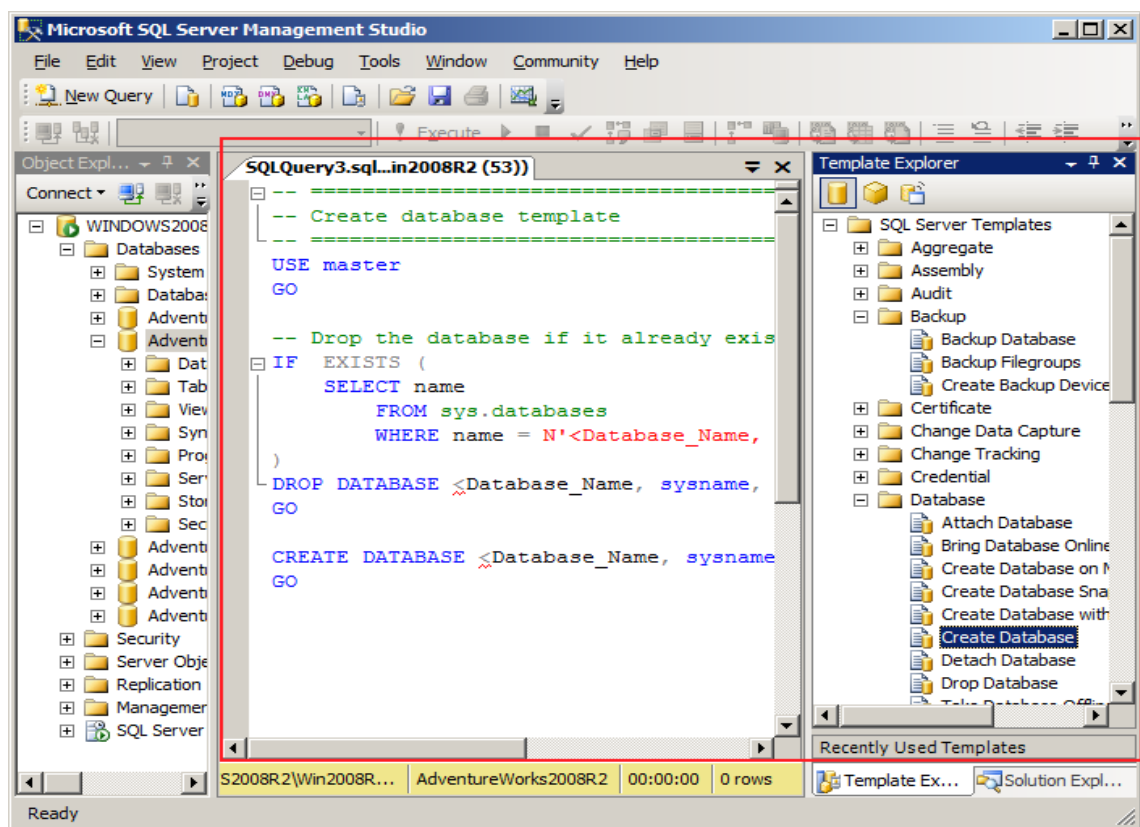 Microsoft SQL Server Management Studio
File Edit View Project Debug Tools Window Community Help
New Query
Execute
Object Expl...
Connect
WINDOWS2008
Databases
System
Databas
Advent
Advent
Dat
Tab
View
Syn
Prog
Serv
Stor
Sec
Advent
Advent
Advent
Advent
Security
Server Obje
Replication
Managemen
SQL Server
SQLQuery3.sql...in2008R2 (53))
-- =======================================
-- Create database template
-- =======================================
USE master
GO
-- Drop the database if it already exis
IF EXISTS (
SELECT name
FROM sys.databases
WHERE name = N'<Database_Name,
)
DROP DATABASE <Database_Name, sysname,
GO
CREATE DATABASE <Database_Name, sysname
GO
S2008R2\Win2008R... AdventureWorks2008R2 00:00:00 0 rows
Template Explorer
SQL Server Templates
Aggregate
Assembly
Audit
Backup
Backup Database
Backup Filegroups
Create Backup Device
Certificate
Change Data Capture
Change Tracking
Credential
Database
Attach Database
Bring Database Online
Create Database on M
Create Database Sna
Create Database with
Create Database
Detach Database
Drop Database
Take Database Offlin
Recently Used Templates
Template Ex... Solution Expl...
Ready